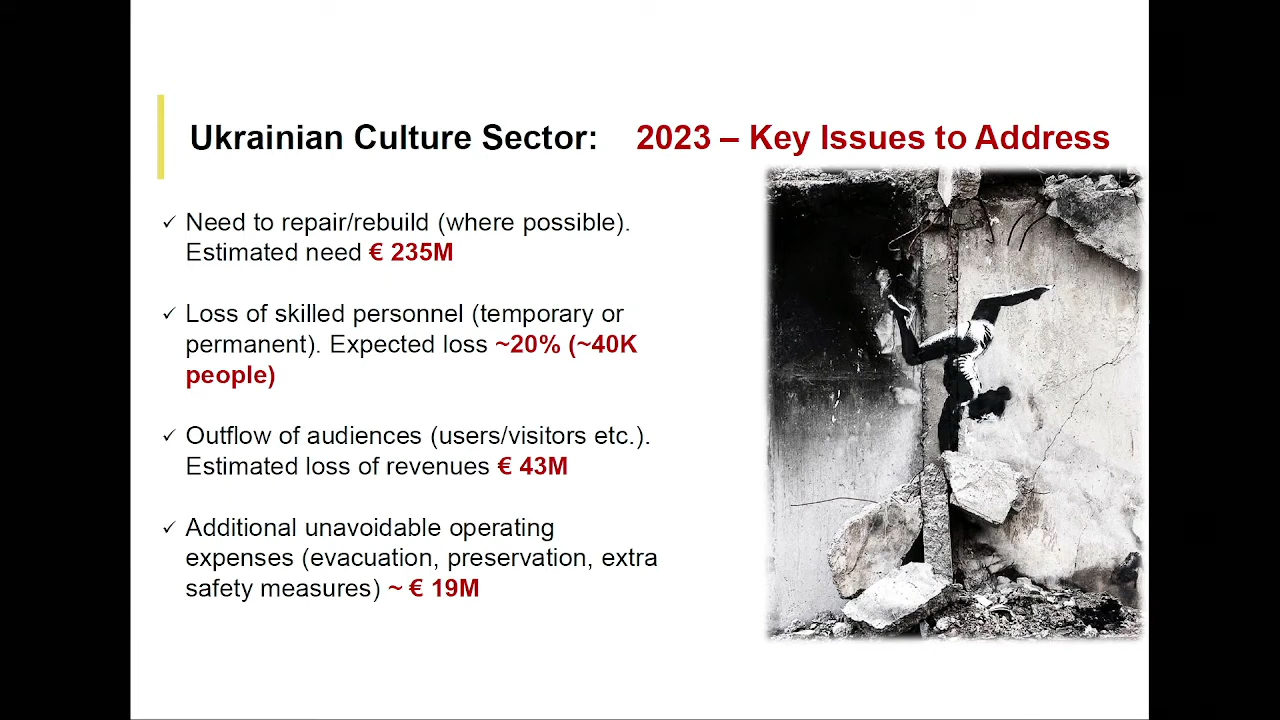 Ukrainian Culture Sector: 2023 – Key Issues to Address
✓ Need to repair/rebuild (where possible).
Estimated need € 235M
✓ Loss of skilled personnel (temporary or
permanent). Expected loss ~20% (~40K
people)
✓ Outflow of audiences (users/visitors etc.).
Estimated loss of revenues € 43M
✓ Additional unavoidable operating
expenses (evacuation, preservation, extra
safety measures) ~ € 19M